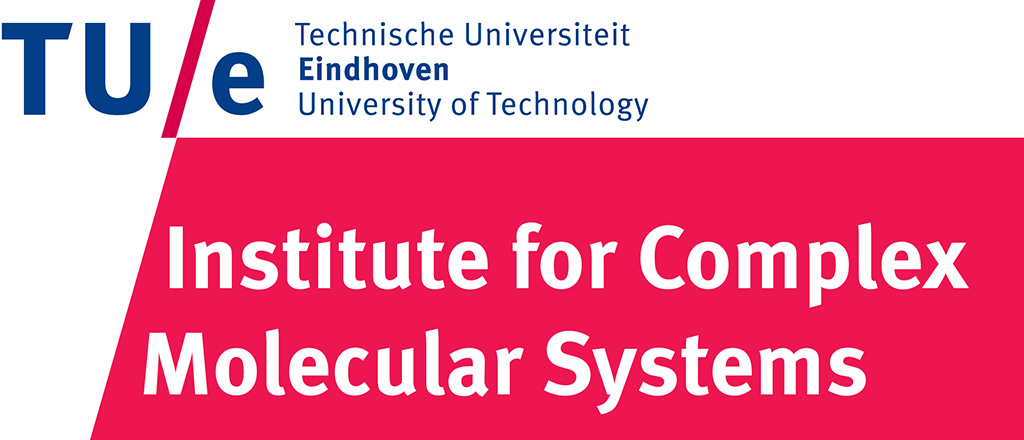 TU/e
Technische Universiteit
Eindhoven
University of Technology
Institute for Complex
Molecular Systems